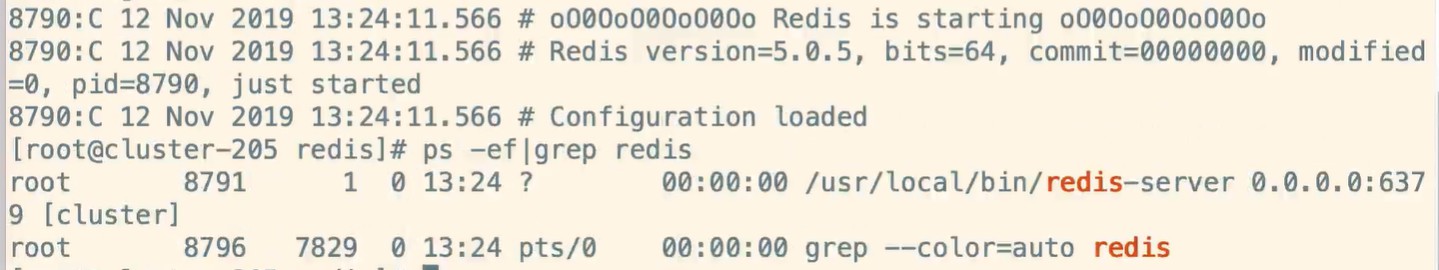 8790:C 12 Nov 2019 13:24:11.566 # oO0OoO0OoO0Oo Redis is starting oO0OoO0OoO0Oo
8790:C 12 Nov 2019 13:24:11.566 # Redis version=5.0.5, bits=64, commit=00000000, modified
=0, pid=8790, just started
8790:C 12 Nov 2019 13:24:11.566 # Configuration loaded
[root@cluster-205 redis]# ps -ef|grep redis
root       8791      1  0 13:24 ?        00:00:00 /usr/local/bin/redis-server 0.0.0.0:637
9 [cluster]
root       8796   7829  0 13:24 pts/0    00:00:00 grep --color=auto redis